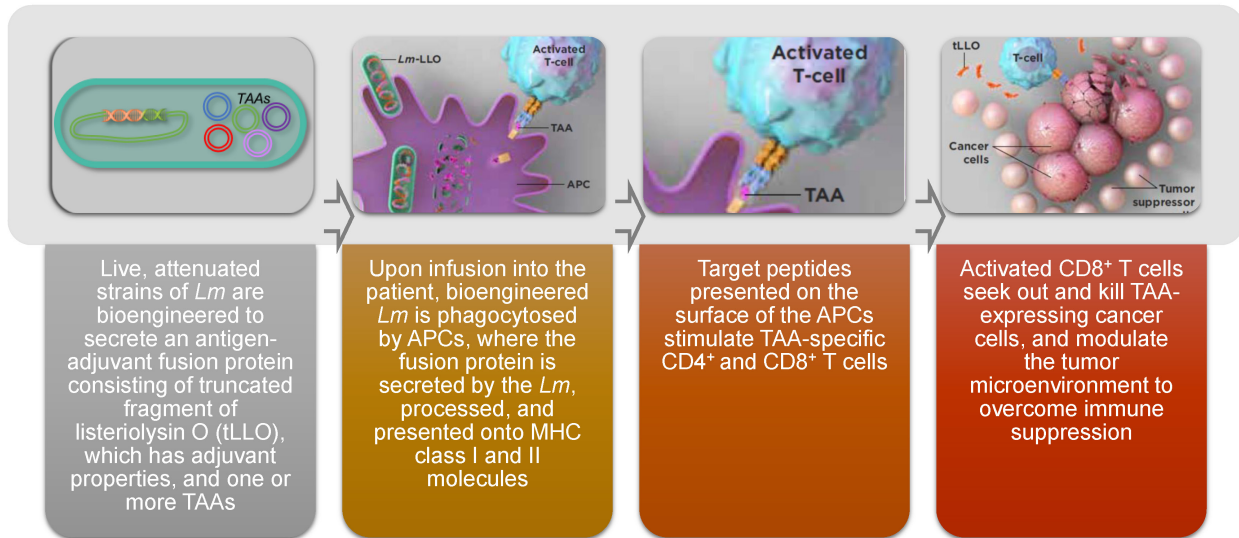 TAAs
Lm-LLO
Activated
T-cell
TAA
APC
Activated
T-cell
TAA
tLLO
T-cell
Cancer
cells
Tumor
suppressor
Live, attenuated
strains of Lm are
bioengineered to
secrete an antigen-
adjuvant fusion protein
consisting of truncated
fragment of
listeriolysin O (tLLO),
which has adjuvant
properties, and one or
more TAAs
Upon infusion into the
patient, bioengineered
Lm is phagocytosed
by APCs, where the
fusion protein is
secreted by the Lm,
processed, and
presented onto MHC
class I and II
molecules
Target peptides
presented on the
surface of the APCs
stimulate TAA-specific
CD4⁺ and CD8⁺ T cells
Activated CD8⁺ T cells
seek out and kill TAA-
expressing cancer
cells, and modulate
the tumor
microenvironment to
overcome immune
suppression